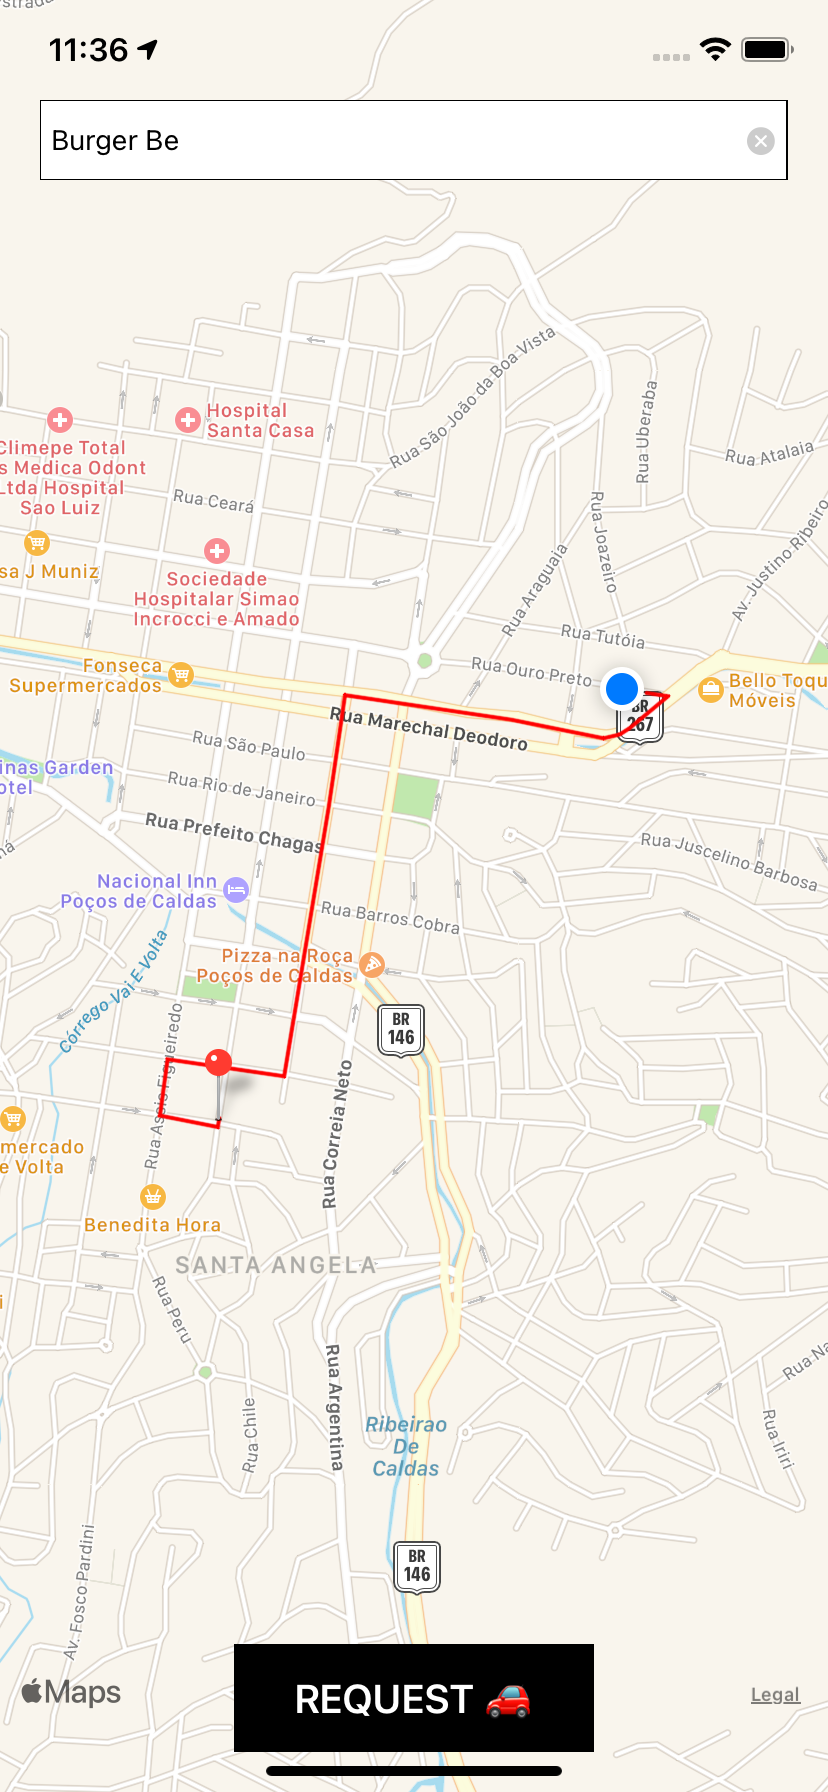 11:36
Burger Be
Rua São João da Boa Vista
Hospital
Santa Casa
Rua Uberaba
Climepe Total
s Medica Odont
Ltda Hospital
Sao Luiz
Rua Atalaia
Rua Ceará
Rua Joazeiro
Av. Justino Ribeiro
sa J Muniz
Sociedade
Hospitalar Simao
Incrocci e Amado
Rua Araguaia
Rua Tutóia
Fonseca
Supermercados
Rua Ouro Preto
Bello Toqu
Móveis
BR
267
Rua Marechal Deodoro
Rua São Paulo
inas Garden
otel
Rua Rio de Janeiro
Rua Prefeito Chagas
Rua Juscelino Barbosa
Nacional Inn
Poços de Caldas
Rua Barros Cobra
Córrego Vai E Volta
Pizza na Roça
Poços de Caldas
BR
146
Rua Assis Figueiredo
Rua Correia Neto
mercado
e Volta
Benedita Hora
SANTA ANGELA
Rua Peru
Rua Argentina
Rua Na
Rua Chile
Ribeirao
De
Caldas
Rua Iriri
Av. Fosco Pardini
BR
146
Maps
REQUEST
Legal